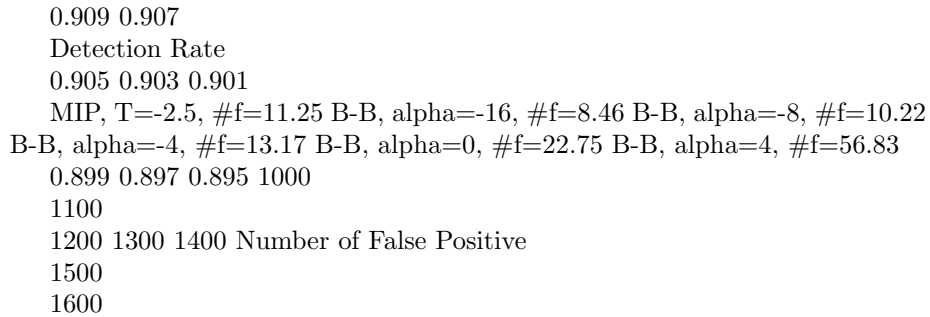 0.909 0.907
Detection Rate
0.905 0.903 0.901
MIP, T=-2.5, #f=11.25 B-B, alpha=-16, #f=8.46 B-B, alpha=-8, #f=10.22
B-B, alpha=-4, #f=13.17 B-B, alpha=0, #f=22.75 B-B, alpha=4, #f=56.83
0.899 0.897 0.895 1000
1100
1200 1300 1400 Number of False Positive
1500
1600